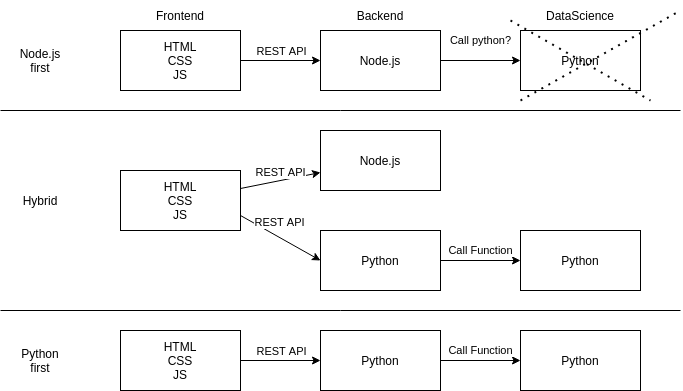 Frontend
Backend
DataScience
Node.js
first
HTML
CSS
JS
REST API
Node.js
Call python?
Python
Hybrid
HTML
CSS
JS
REST API
REST API
Node.js
Python
Call Function
Python
Python
first
HTML
CSS
JS
REST API
Python
Call Function
Python